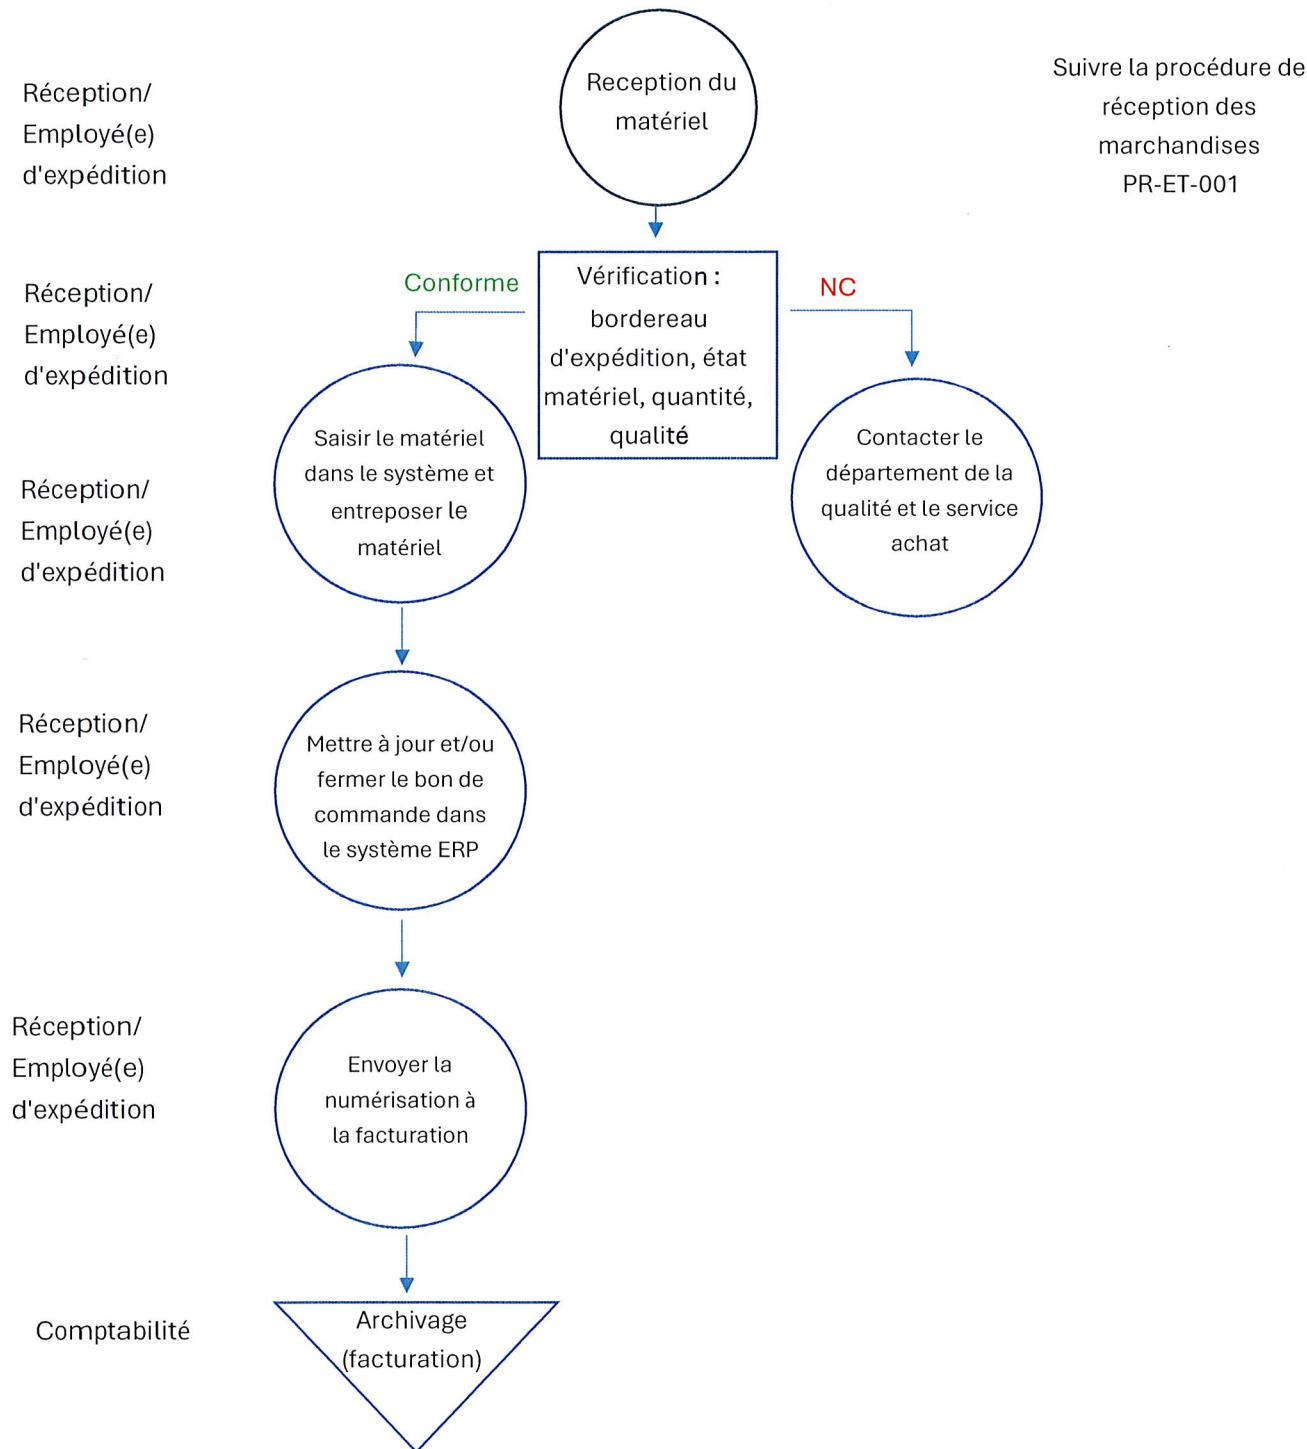 Réception/
Employé(e)
d'expédition
Reception du
matériel
Suivre la procédure de
réception des
marchandises
PR-ET-001
Réception/
Employé(e)
d'expédition
Conforme
Vérification :
bordereau
d'expédition, état
matériel, quantité,
qualité
NC
Réception/
Employé(e)
d'expédition
Saisir le matériel
dans le système et
entreposer le
matériel
Contacter le
département de la
qualité et le service
achat
Réception/
Employé(e)
d'expédition
Mettre à jour et/ou
fermer le bon de
commande dans
le système ERP
Réception/
Employé(e)
d'expédition
Envoyer la
numérisation à
la facturation
Comptabilité
Archivage
(facturation)